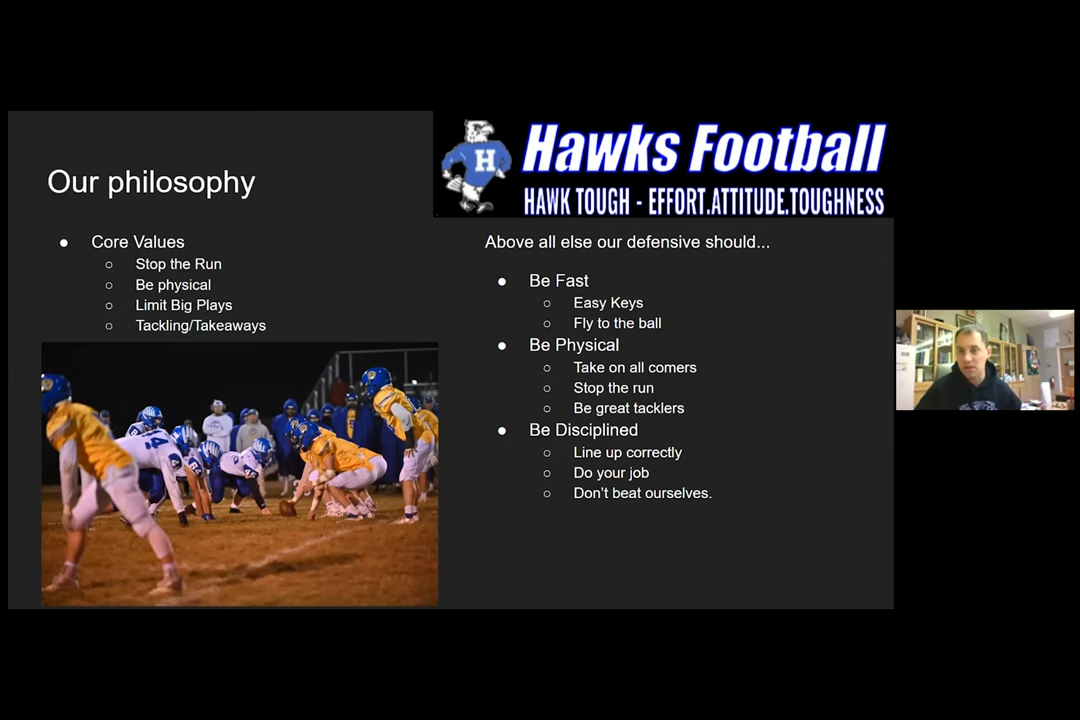 Hawks Football
HAWK TOUGH - EFFORT.ATTITUDE.TOUGHNESS
H
Our philosophy
● Core Values
○ Stop the Run
○ Be physical
○ Limit Big Plays
○ Tackling/Takeaways
Above all else our defensive should...
● Be Fast
○ Easy Keys
○ Fly to the ball
● Be Physical
○ Take on all comers
○ Stop the run
○ Be great tacklers
● Be Disciplined
○ Line up correctly
○ Do your job
○ Don't beat ourselves.